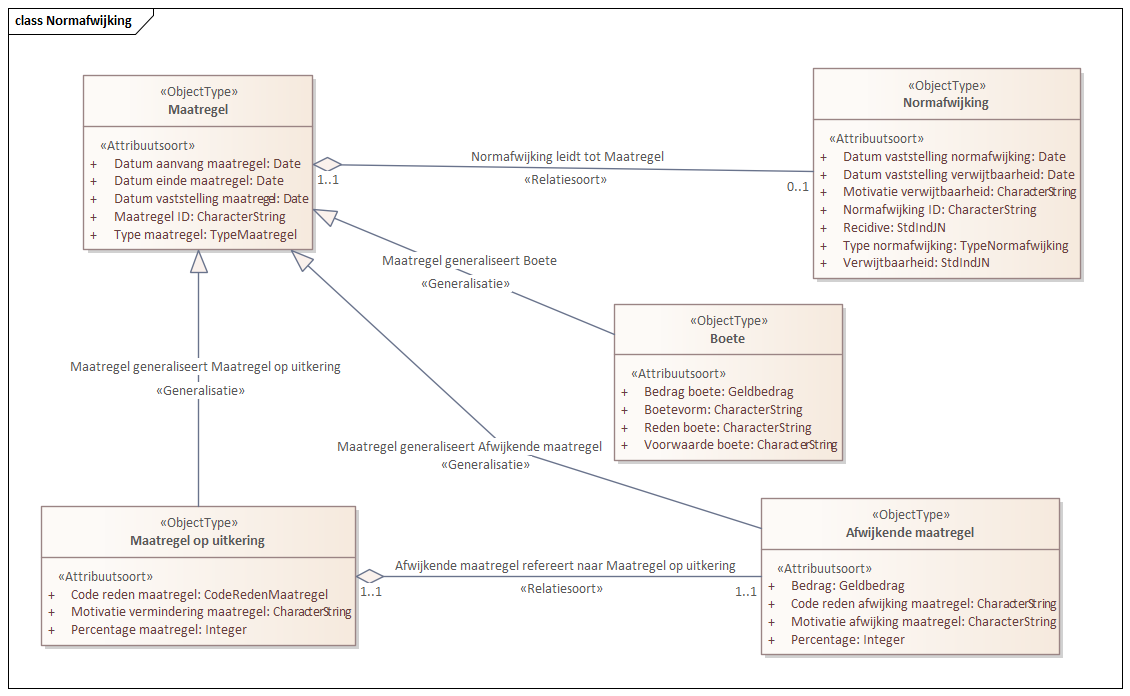 class Normafwijking
«ObjectType»
Maatregel
«Attribuutsoort»
+ Datum aanvang maatregel: Date
+ Datum einde maatregel: Date
+ Datum vaststelling maatregel: Date
+ Maatregel ID: CharacterString
+ Type maatregel: TypeMaatregel
«ObjectType»
Normafwijking
«Attribuutsoort»
+ Datum vaststelling normafwijking: Date
+ Datum vaststelling verwijtbaarheid: Date
+ Motivatie verwijtbaarheid: CharacterString
+ Normafwijking ID: CharacterString
+ Recidive: StdIndJN
+ Type normafwijking: TypeNormafwijking
+ Verwijtbaarheid: StdIndJN
Normafwijking leidt tot Maatregel
«Relatiesoort»
1..1
0..1
Maatregel generaliseert Boete
«Generalisatie»
«ObjectType»
Boete
«Attribuutsoort»
+ Bedrag boete: Geldbedrag
+ Boetevorm: CharacterString
+ Reden boete: CharacterString
+ Voorwaarde boete: CharacterString
Maatregel generaliseert Maatregel op uitkering
«Generalisatie»
Maatregel generaliseert Afwijkende maatregel
«Generalisatie»
«ObjectType»
Maatregel op uitkering
«Attribuutsoort»
+ Code reden maatregel: CodeRedenMaatregel
+ Motivatie vermindering maatregel: CharacterString
+ Percentage maatregel: Integer
Afwijkende maatregel refereert naar Maatregel op uitkering
«Relatiesoort»
1..1
1..1
«ObjectType»
Afwijkende maatregel
«Attribuutsoort»
+ Bedrag: Geldbedrag
+ Code reden afwijking maatregel: CharacterString
+ Motivatie afwijking maatregel: CharacterString
+ Percentage: Integer